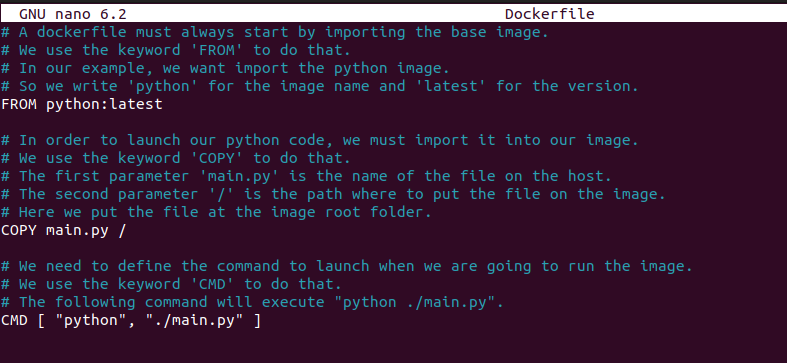 GNU nano 6.2 Dockerfile
# A dockerfile must always start by importing the base image.
# We use the keyword 'FROM' to do that.
# In our example, we want import the python image.
# So we write 'python' for the image name and 'latest' for the version.
FROM python:latest
# In order to launch our python code, we must import it into our image.
# We use the keyword 'COPY' to do that.
# The first parameter 'main.py' is the name of the file on the host.
# The second parameter '/' is the path where to put the file on the image.
# Here we put the file at the image root folder.
COPY main.py /
# We need to define the command to launch when we are going to run the image.
# We use the keyword 'CMD' to do that.
# The following command will execute "python ./main.py".
CMD [ "python", "./main.py" ]